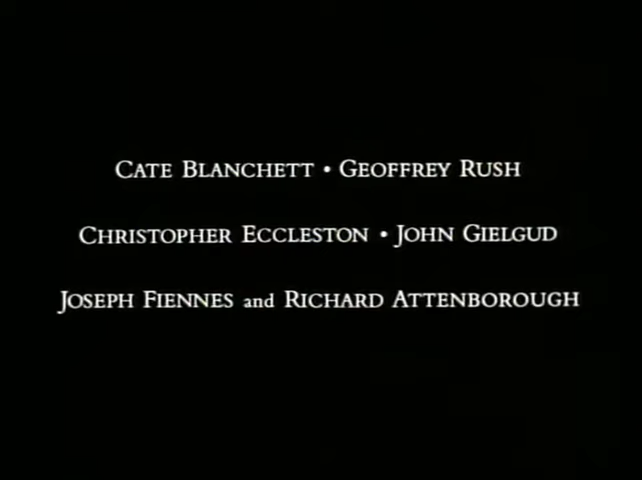 CATE BLANCHETT • GEOFFREY RUSH
CHRISTOPHER ECCLESTON • JOHN GIELGUD
JOSEPH FIENNES and RICHARD ATTENBOROUGH